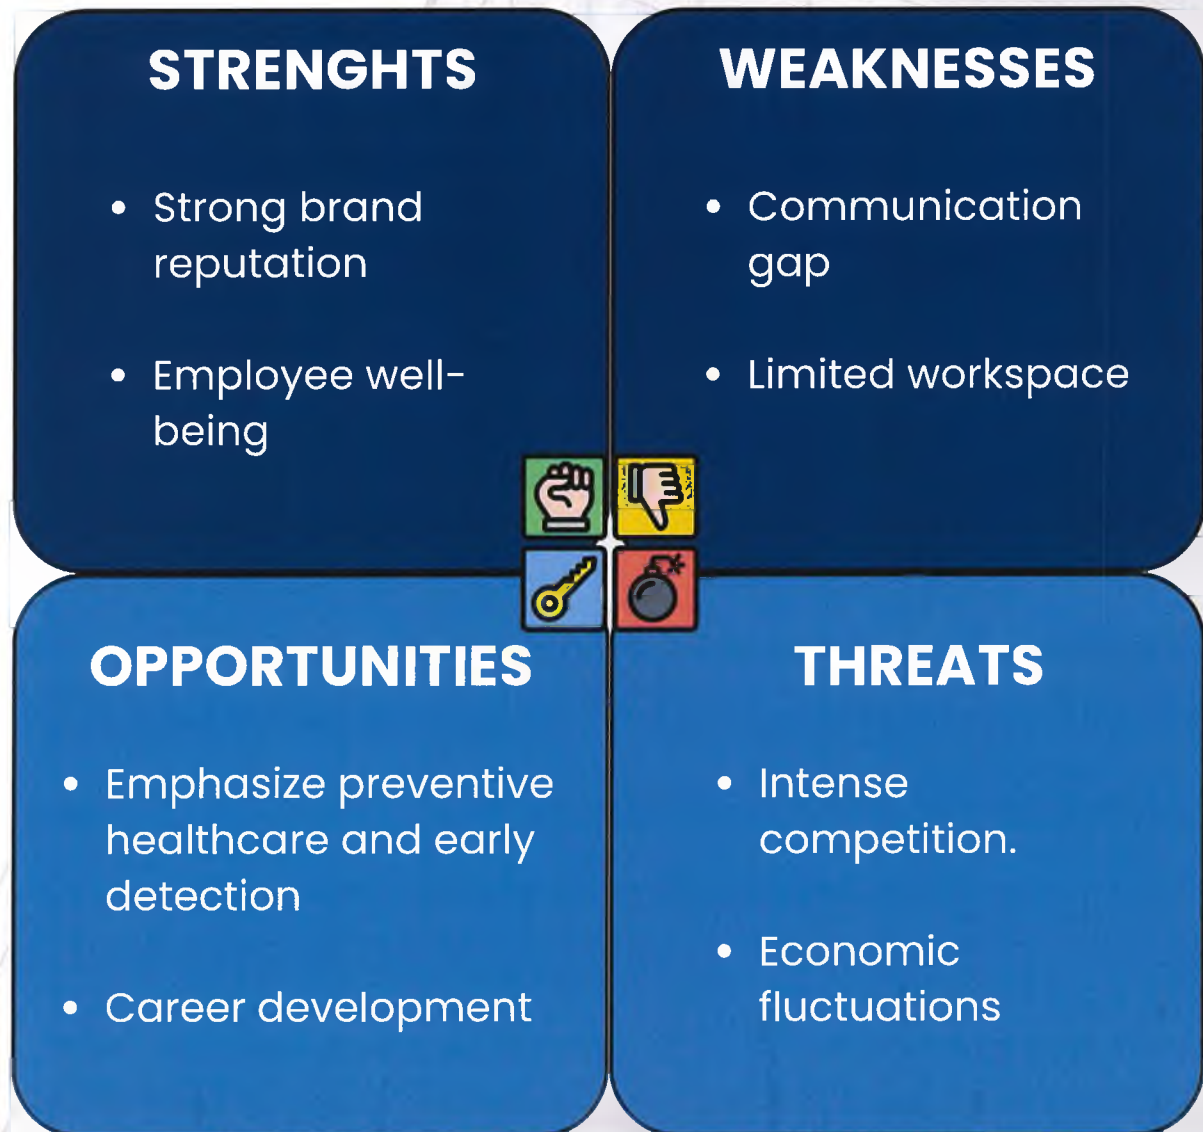 STRENGHTS
• Strong brand
reputation
• Employee well-
being
WEAKNESSES
• Communication
gap
• Limited workspace
OPPORTUNITIES
• Emphasize preventive
healthcare and early
detection
• Career development
THREATS
• Intense
competition.
• Economic
fluctuations